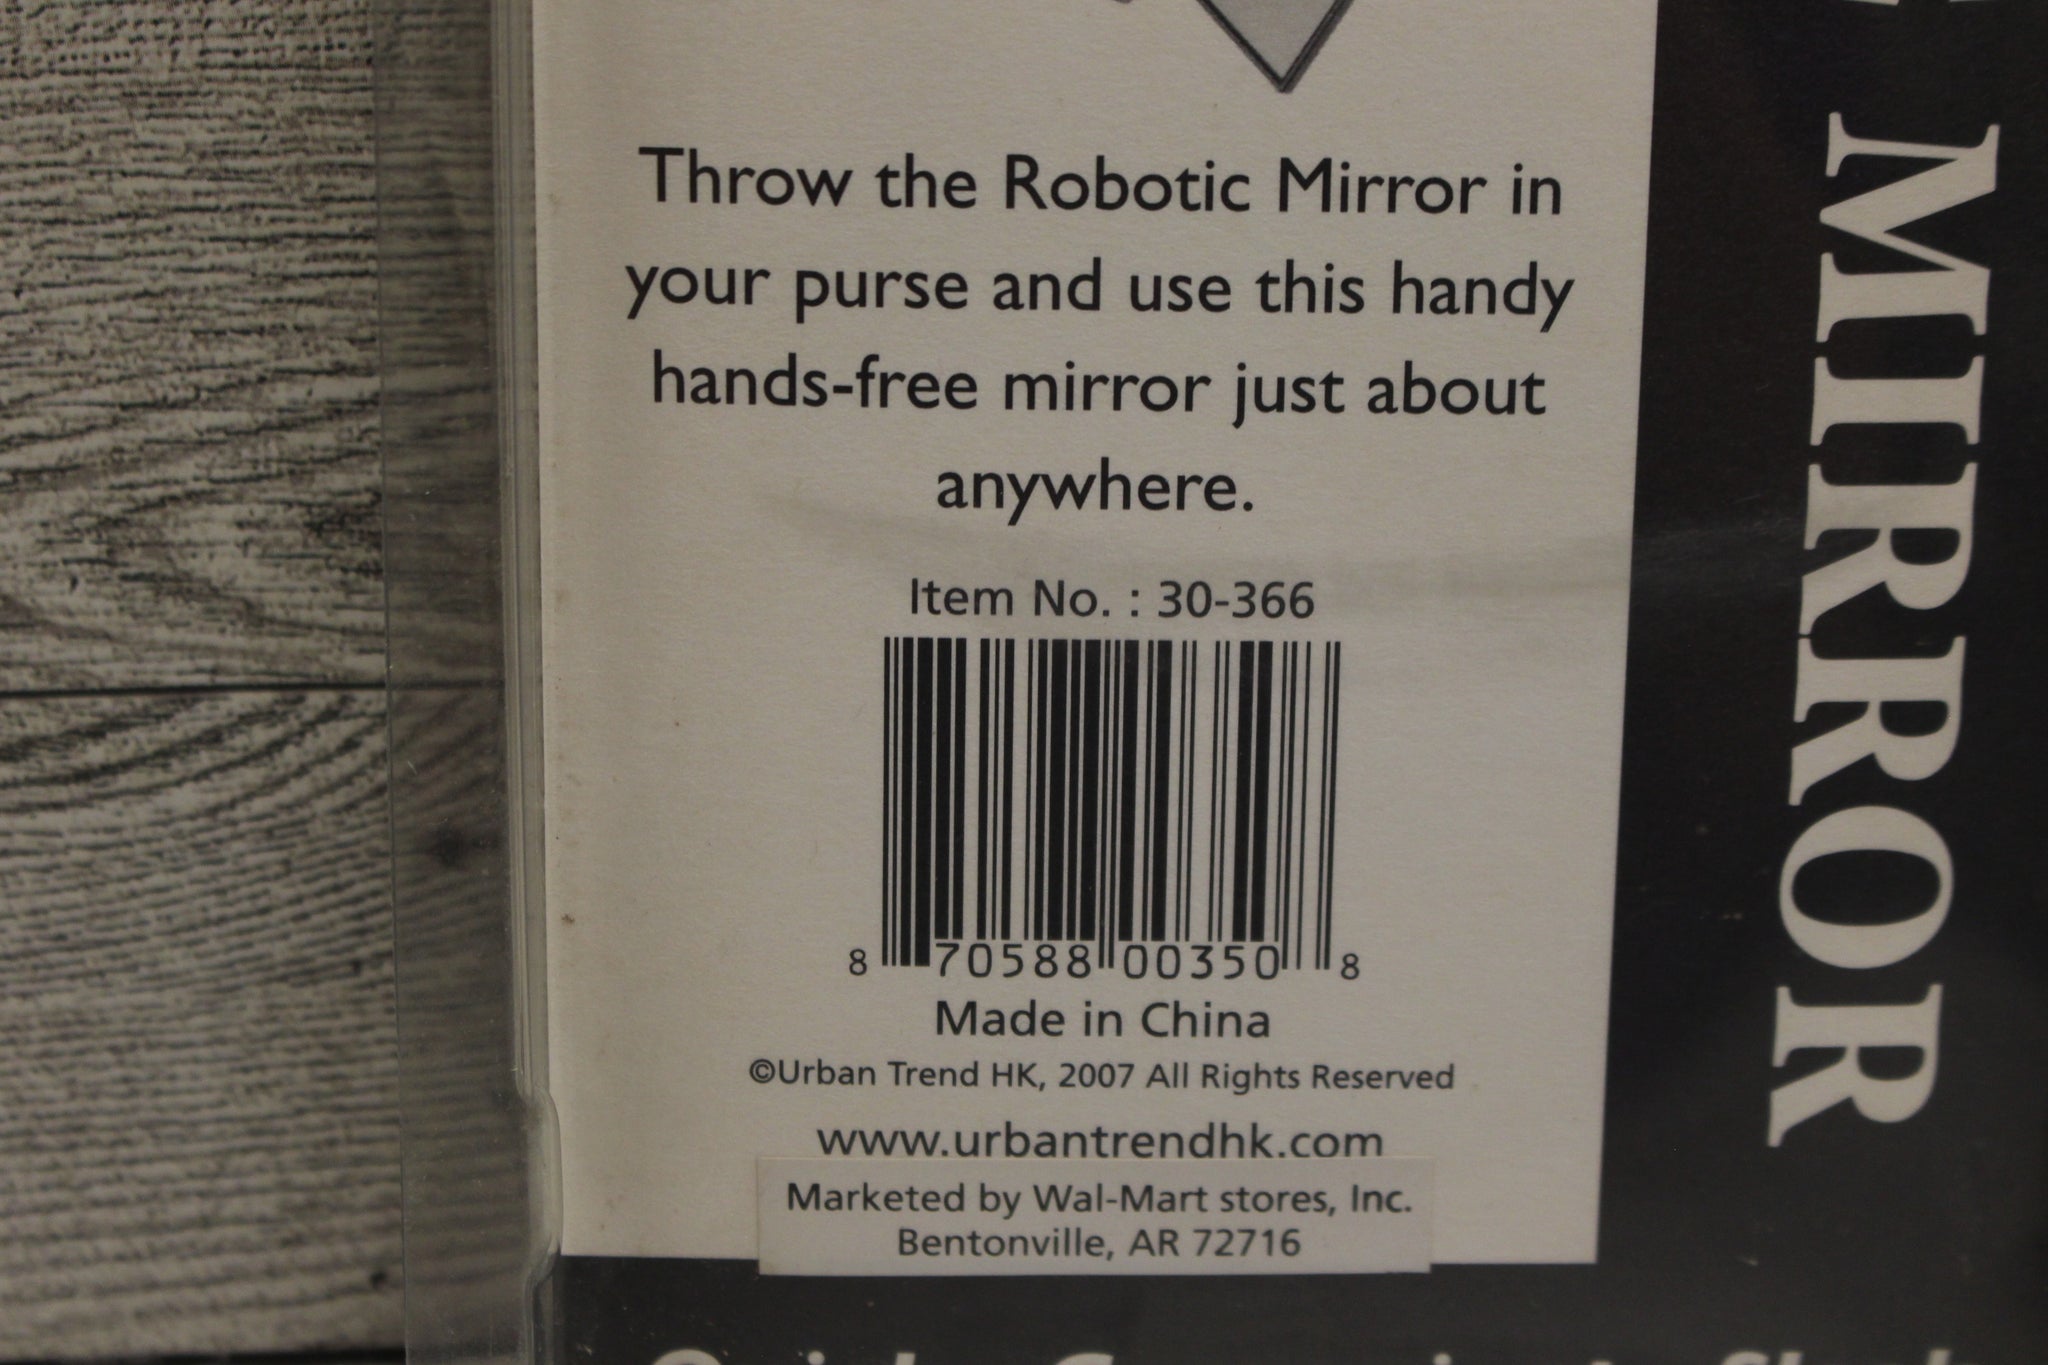 Throw the Robotic Mirror in
your purse and use this handy
hands-free mirror just about
anywhere.
Item No. : 30-366
8 70588 00350 8
Made in China
©Urban Trend HK, 2007 All Rights Reserved
www.urbantrendhk.com
Marketed by Wal-Mart stores, Inc.
Bentonville, AR 72716
MIRROR